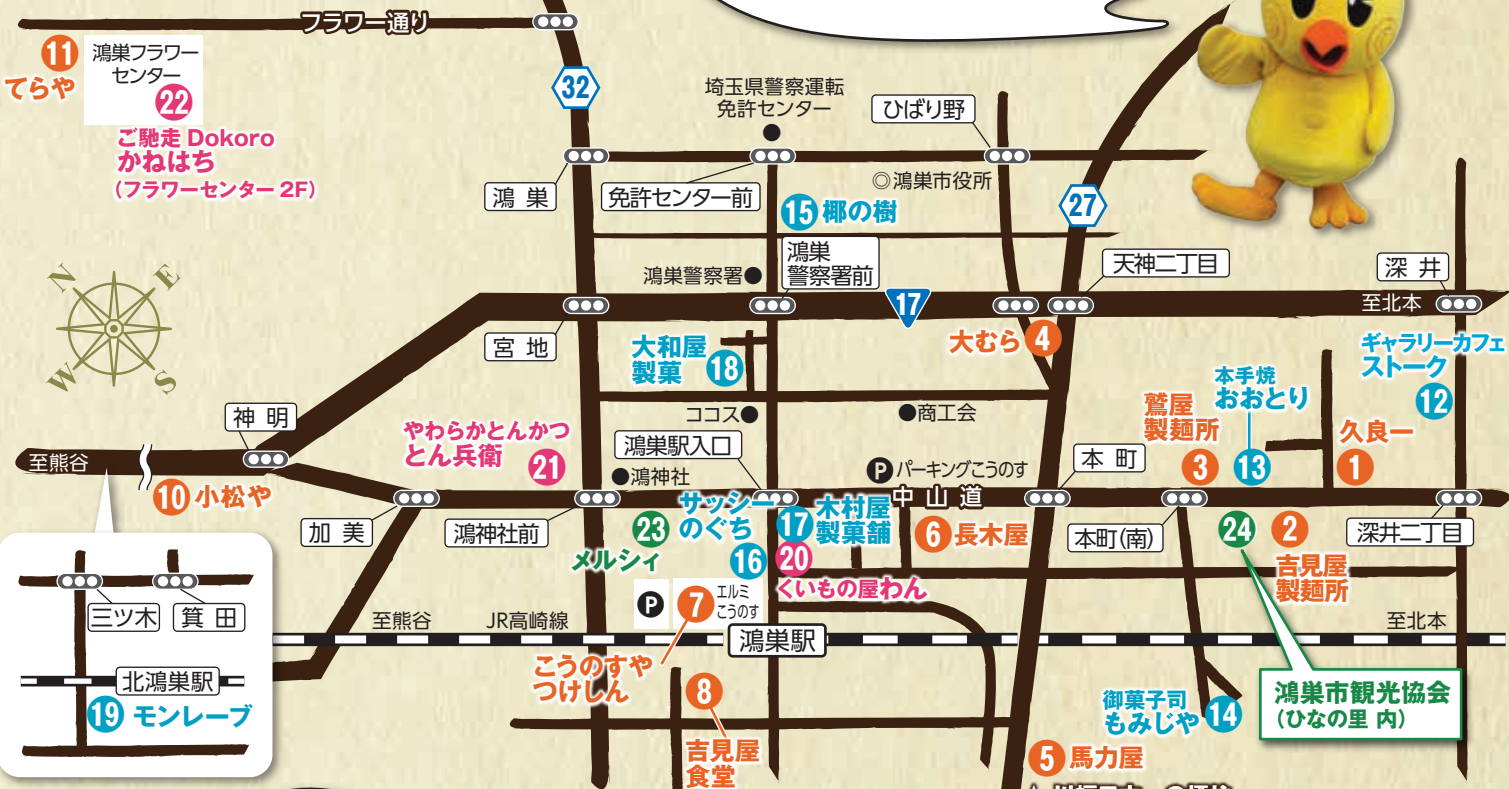 フラワー通り
11
てらや
鴻巣フラワー
センター
22
ご馳走 Dokoro
かねはち
(フラワーセンター 2F)
32
埼玉県警察運転
免許センター
ひばり野
鴻巣
免許センター前
◎鴻巣市役所
27
15 椰の樹
鴻巣警察署
鴻巣
警察署前
天神二丁目
深井
17
至北本
N
E
W
S
宮地
大和屋
製菓
18
大むら 4
ギャラリーカフェ
ストーク
12
本手焼
おおとり
13
鷲屋
製麺所
3
久良一
1
神明
やわらかとんかつ
とん兵衛
21
ココス
商工会
鴻巣駅入口
鴻神社
P パーキングこうのす
本町
至熊谷
10 小松や
中山道
加美
鴻神社前
23
メルシィ
サッシー
のぐち
16
17 木村屋
製菓舗
20
くいもの屋わん
6 長木屋
本町(南)
24
2
吉見屋
製麺所
深井二丁目
P
7 エルミ
こうのす
三ツ木
箕田
至熊谷
JR高崎線
鴻巣駅
至北本
こうのすや
つけしん
北鴻巣駅
19 モンレーブ
8
吉見屋
食堂
御菓子司
もみじや
14
鴻巣市観光協会
(ひなの里 内)
5 馬力屋